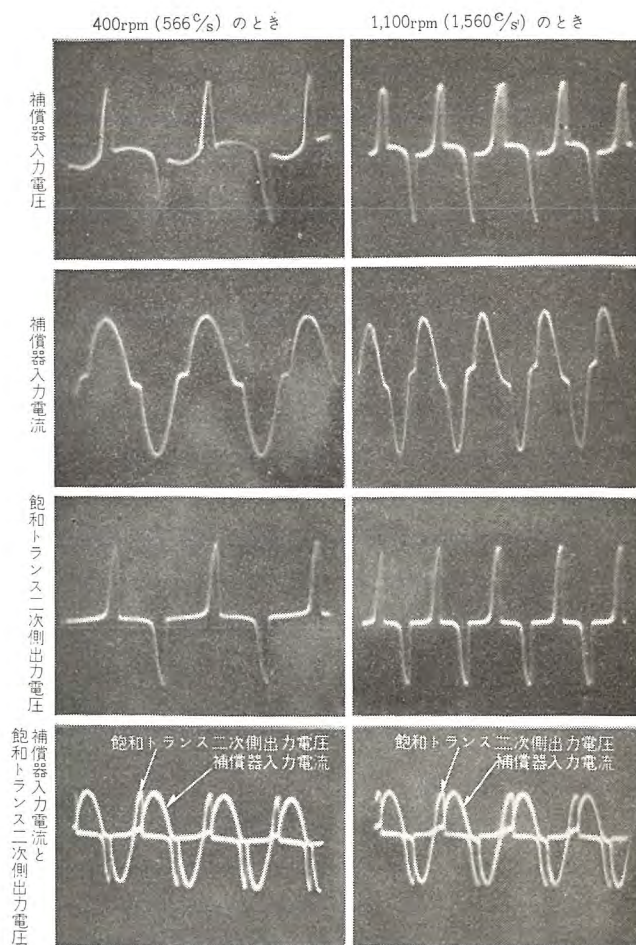 400rpm (566c/s) のとき
1,100rpm (1,560c/s) のとき
補償器入力電圧
補償器入力電流
飽和トランス二次側出力電圧
補償器入力電流と
飽和トランス二次側出力電圧
飽和トランス二次側出力電圧
補償器入力電流
飽和トランス二次側出力電圧
補償器入力電流